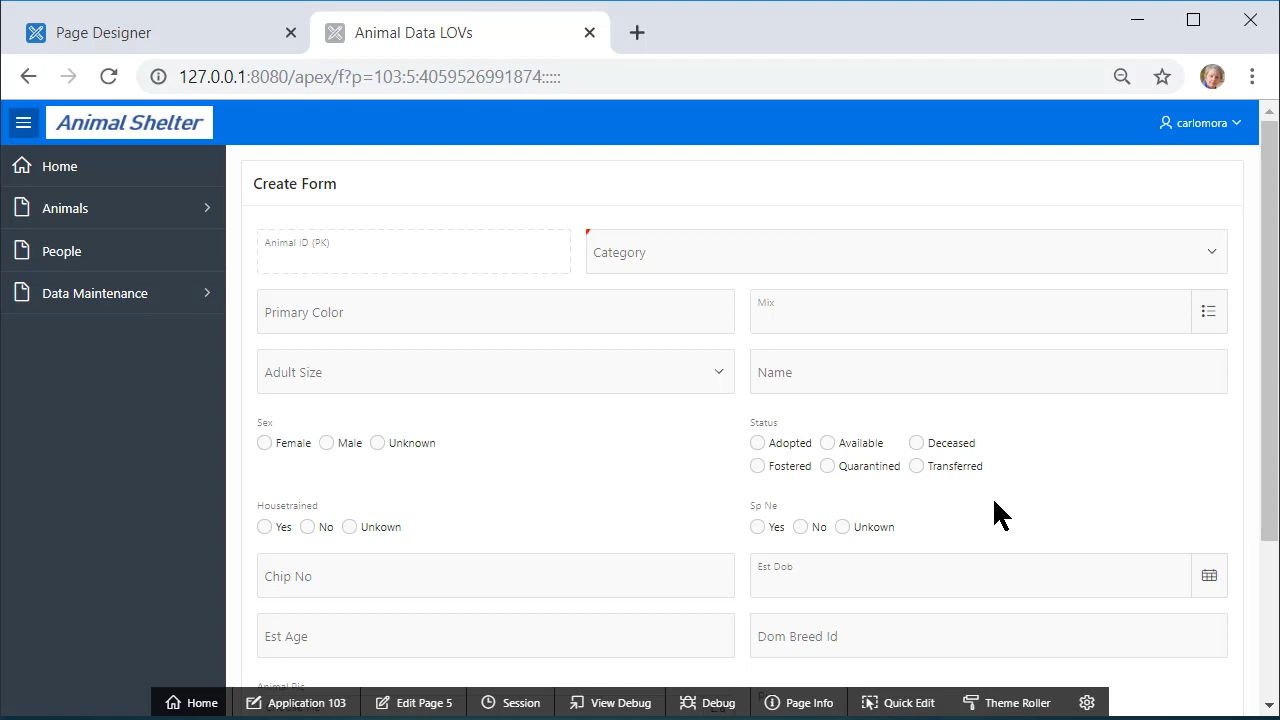 Page Designer
Animal Data LOVs
127.0.0.1:8080/apex/f?p=103:5:4059526991874:::::
Animal Shelter
carlomora
Home
Animals
People
Data Maintenance
Create Form
Animal ID (PK)
Category
Primary Color
Mix
Adult Size
Name
Sex
Female Male Unknown
Status
Adopted Available Deceased
Fostered Quarantined Transferred
Housetrained
Yes No Unkown
Sp Ne
Yes No Unkown
Chip No
Est Dob
Est Age
Dom Breed Id
Animal Pic
Home Application 103 Edit Page 5 Session View Debug Debug Page Info Quick Edit Theme Roller